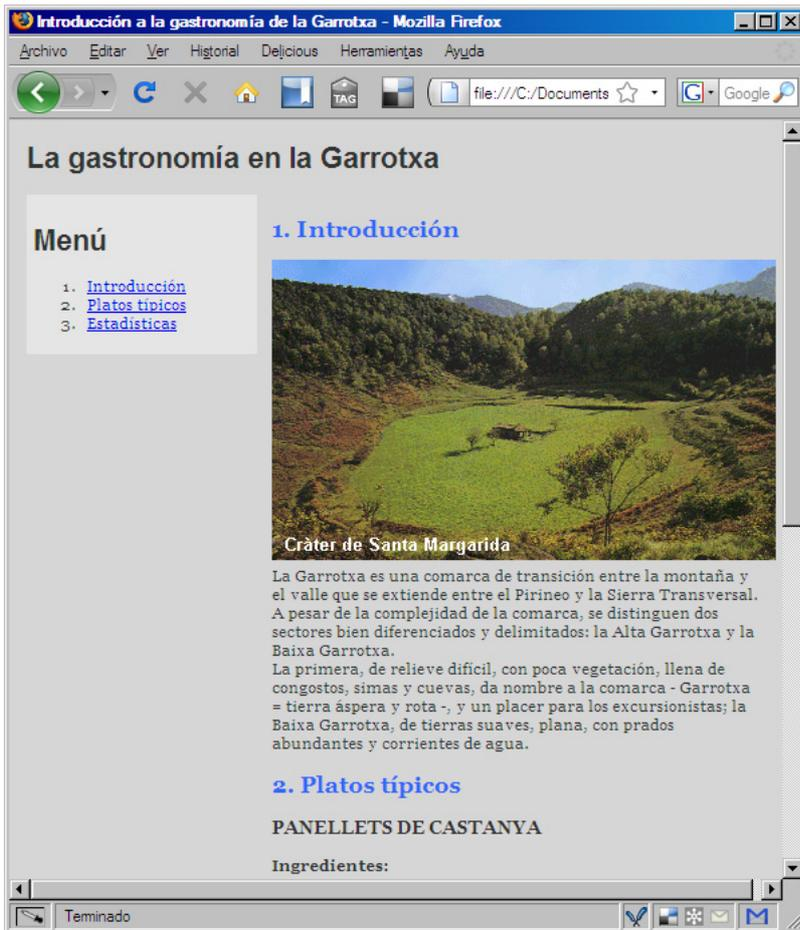 Introducción a la gastronomía de la Garrotxa - Mozilla Firefox
Archivo Editar Ver Historial Delicious Herramientas Ayuda
TAG file:///C:/Documents G Google
La gastronomía en la Garrotxa
Menú
1. Introducción
2. Platos típicos
3. Estadísticas
1. Introducción
Cràter de Santa Margarida
La Garrotxa es una comarca de transición entre la montaña y
el valle que se extiende entre el Pirineo y la Sierra Transversal.
A pesar de la complejidad de la comarca, se distinguen dos
sectores bien diferenciados y delimitados: la Alta Garrotxa y la
Baixa Garrotxa.
La primera, de relieve difícil, con poca vegetación, llena de
congostos, simas y cuevas, da nombre a la comarca - Garrotxa
= tierra áspera y rota -, y un placer para los excursionistas; la
Baixa Garrotxa, de tierras suaves, plana, con prados
abundantes y corrientes de agua.
2. Platos típicos
PANELLETS DE CASTANYA
Ingredientes:
Terminado